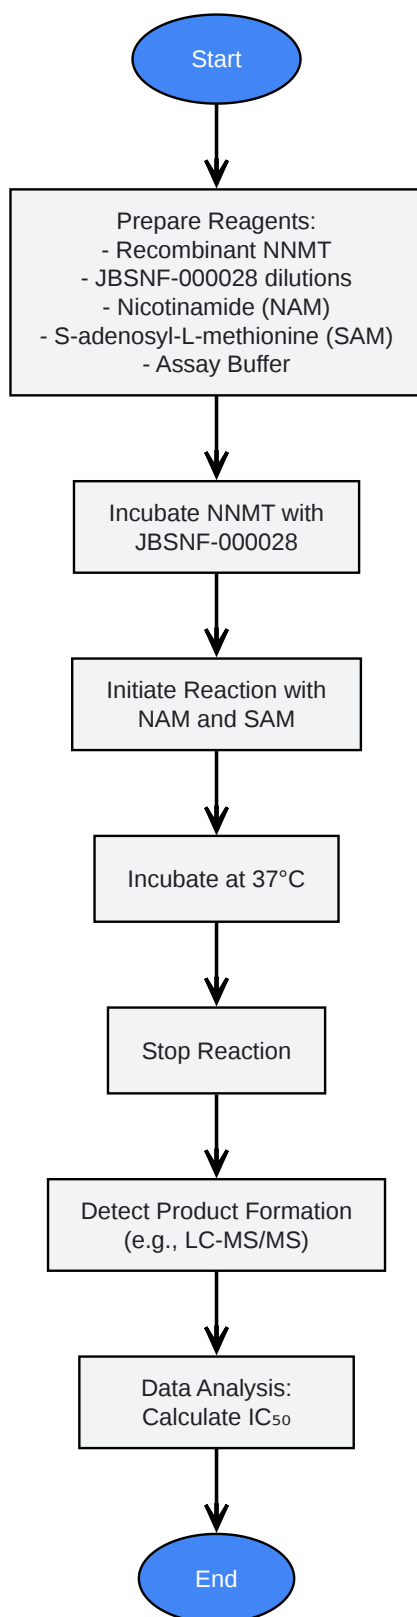 Start
Prepare Reagents:
- Recombinant NNMT
- JBSNF-000028 dilutions
- Nicotinamide (NAM)
- S-adenosyl-L-methionine (SAM)
- Assay Buffer
Incubate NNMT with
JBSNF-000028
Initiate Reaction with
NAM and SAM
Incubate at 37°C
Stop Reaction
Detect Product Formation
(e.g., LC-MS/MS)
Data Analysis:
Calculate IC₅₀
End